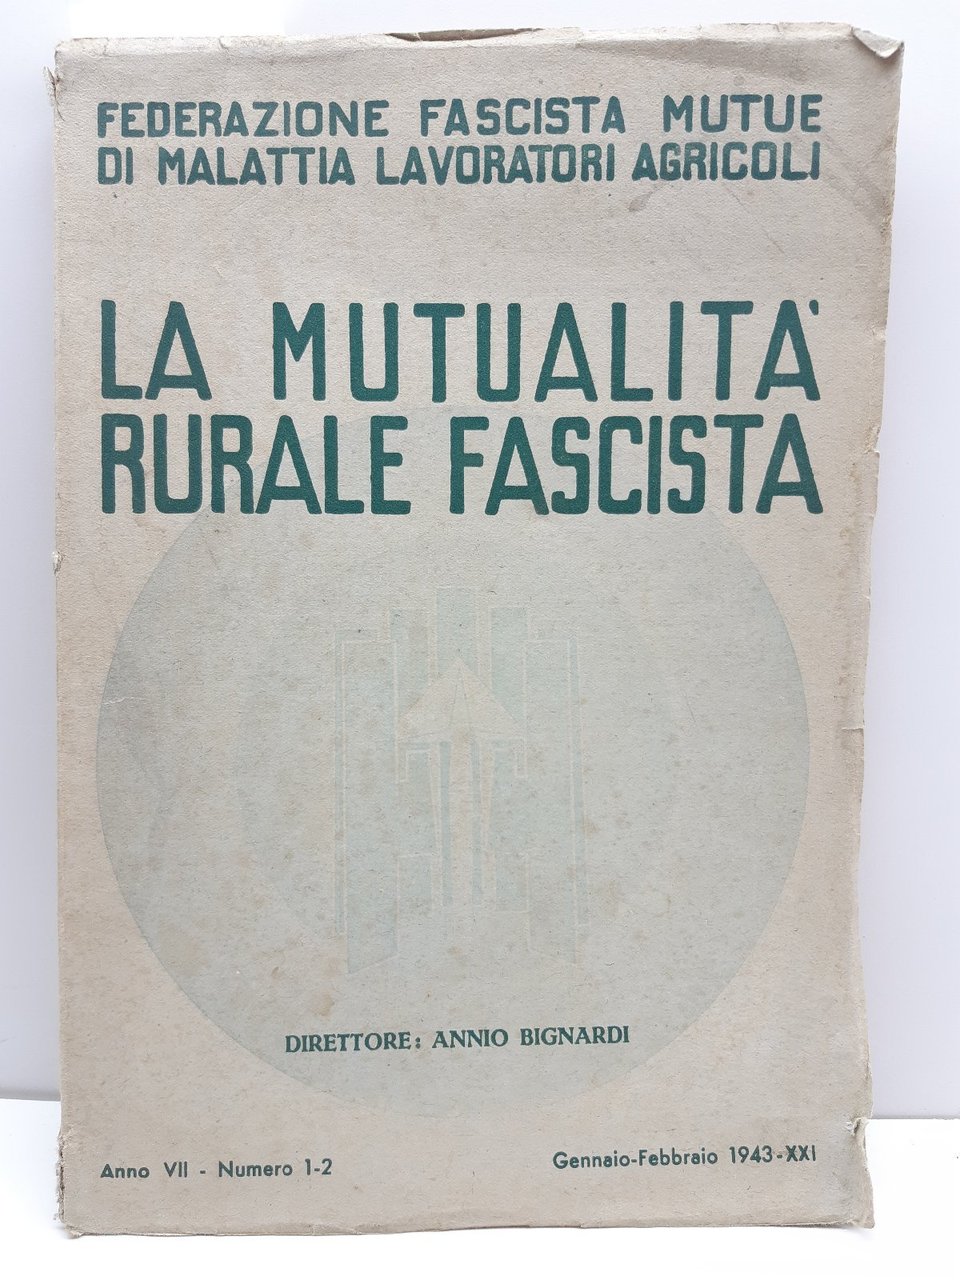 FEDERAZIONE FASCISTA MUTUE
DI MALATTIA LAVORATORI AGRICOLI
LA MUTUALITA'
RURALE FASCISTA
DIRETTORE: ANNIO BIGNARDI
Anno VII - Numero 1-2
Gennaio-Febbraio 1943-XXI